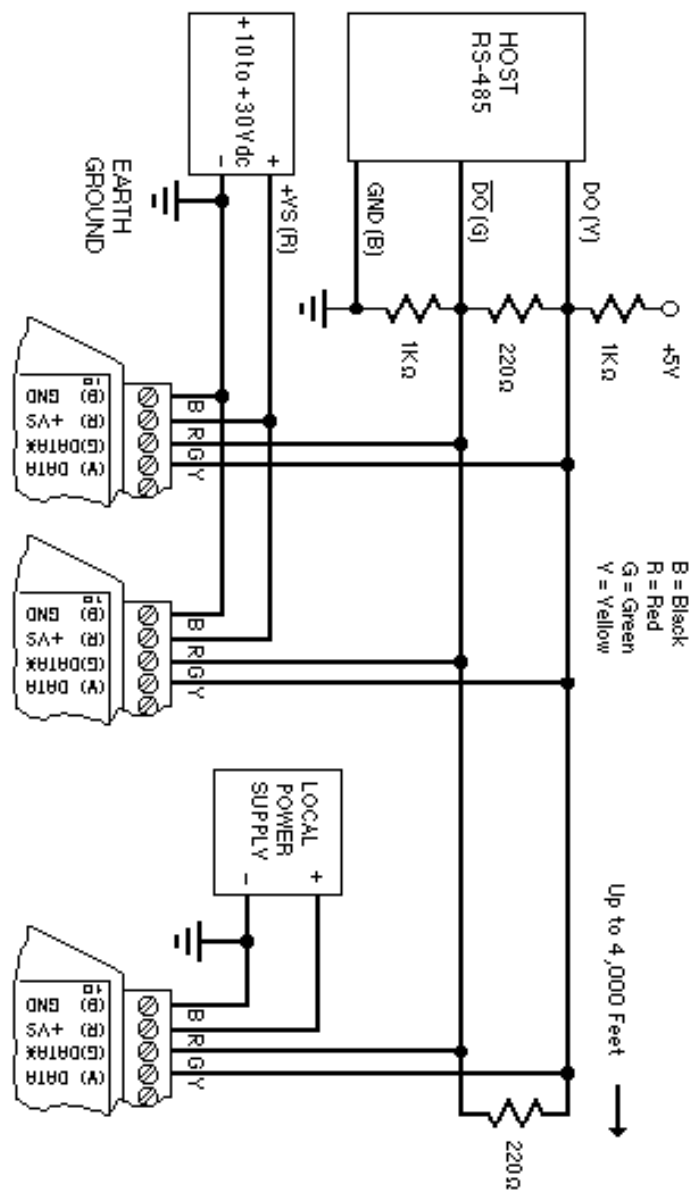 +5V
1KΩ
220Ω
1KΩ
HOST
RS-485
DO (Y)
D̅O̅ (G)
GND (B)
B = Black
R = Red
G = Green
Y = Yellow
Up to 4,000 Feet
220Ω
+10 to +30Vdc
+
-
+VS (R)
EARTH
GROUND
LOCAL
POWER
SUPPLY
+
-
B
R
G
Y
(B) GND
(R) +VS
(G)DATA*
(Y) DATA
B
R
G
Y
(B) GND
(R) +VS
(G)DATA*
(Y) DATA
B
R
G
Y
(B) GND
(R) +VS
(G)DATA*
(Y) DATA